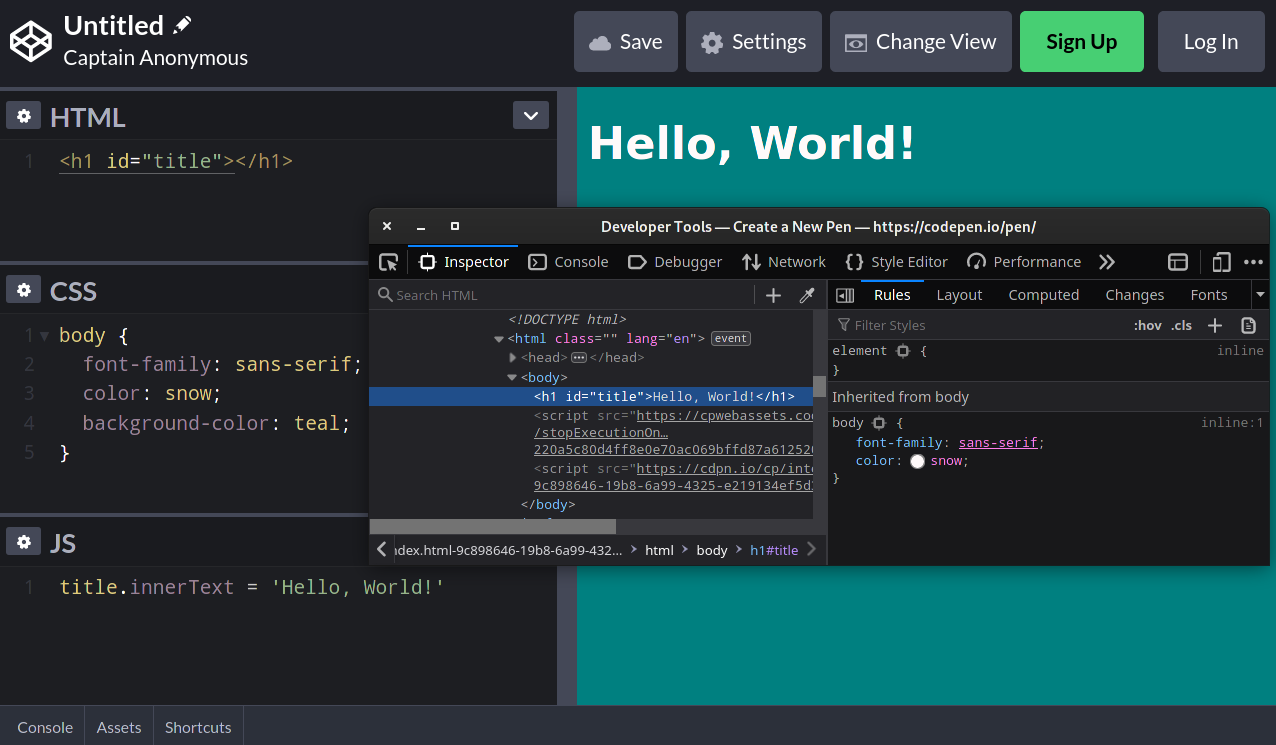 Untitled
Captain Anonymous
Save
Settings
Change View
Sign Up
Log In
HTML
1 <h1 id="title"></h1>
Hello, World!
CSS
1 body {
2 font-family: sans-serif;
3 color: snow;
4 background-color: teal;
5 }
JS
1 title.innerText = 'Hello, World!'
Developer Tools — Create a New Pen — https://codepen.io/pen/
Inspector
Console
Debugger
Network
Style Editor
Performance
Search HTML
<!DOCTYPE html>
<html class="" lang="en"> event
<head></head>
<body>
<h1 id="title">Hello, World!</h1>
<script src="https://cpwebassets.co
/stopExecutionOn…
220a5c80d4ff8e0e70ac069bffd87a612520
<script src="https://cdpn.io/cp/int
9c898646-19b8-6a99-4325-e219134ef5d
</body>
ndex.html-9c898646-19b8-6a99-432…
html
body
h1#title
Rules
Layout
Computed
Changes
Fonts
Filter Styles
:hov .cls
element { inline
}
Inherited from body
body { inline:1
font-family: sans-serif;
color: snow;
}
Console
Assets
Shortcuts